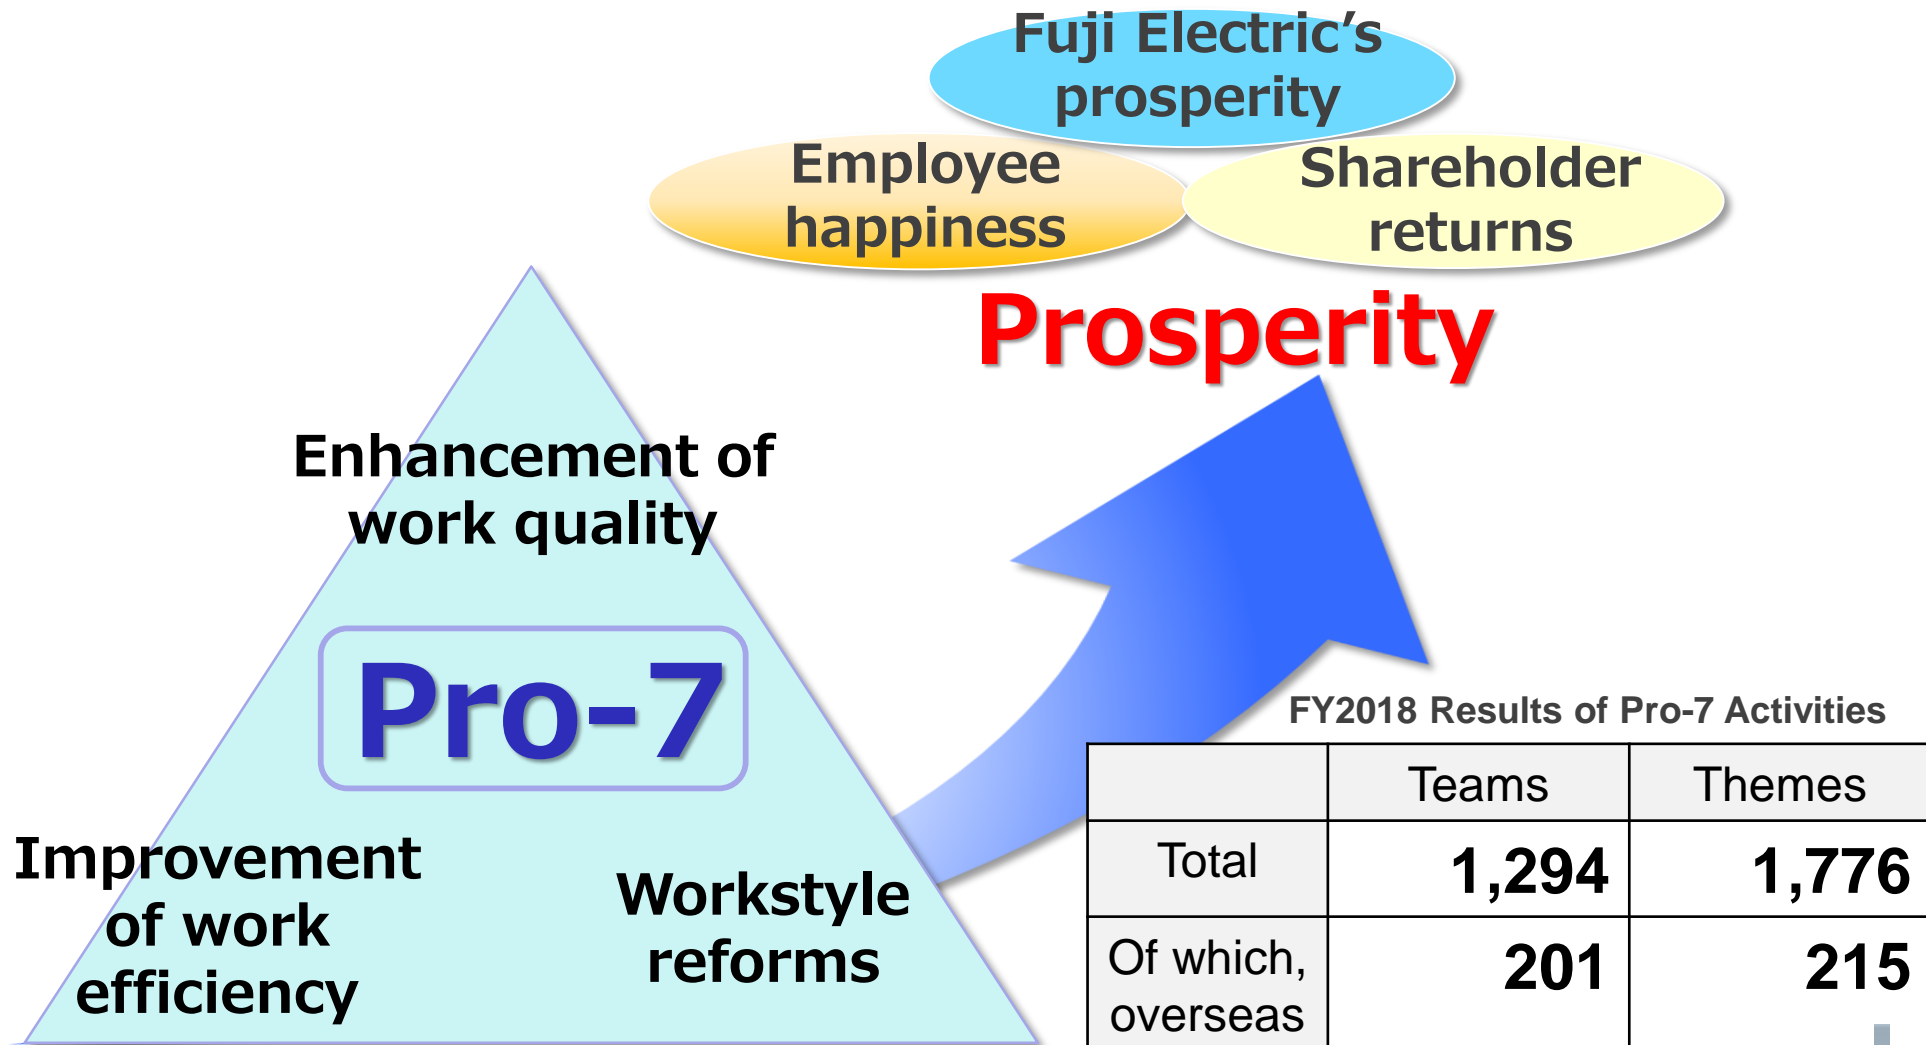 Fuji Electric’s
prosperity
Employee
happiness
Shareholder
returns
Prosperity
Enhancement of
work quality
Pro-7
Improvement
of work
efficiency
Workstyle
reforms
FY2018 Results of Pro-7 Activities
Teams Themes
Total 1,294 1,776
Of which, 201 215
overseas